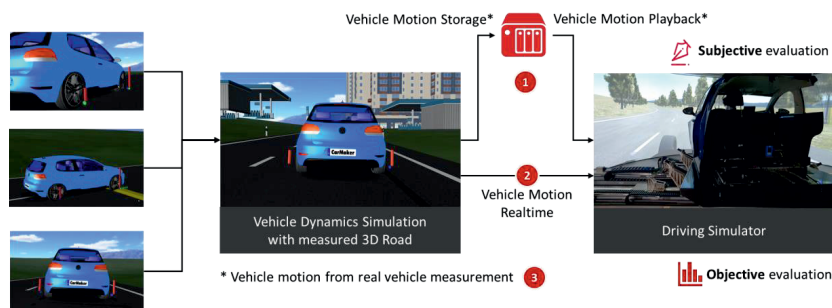 Vehicle Motion Storage*
Vehicle Motion Playback*
1
Subjective evaluation
CarMaker
2
Vehicle Motion
Realtime
Vehicle Dynamics Simulation
with measured 3D Road
Driving Simulator
CarMaker
* Vehicle motion from real vehicle measurement 3
Objective evaluation